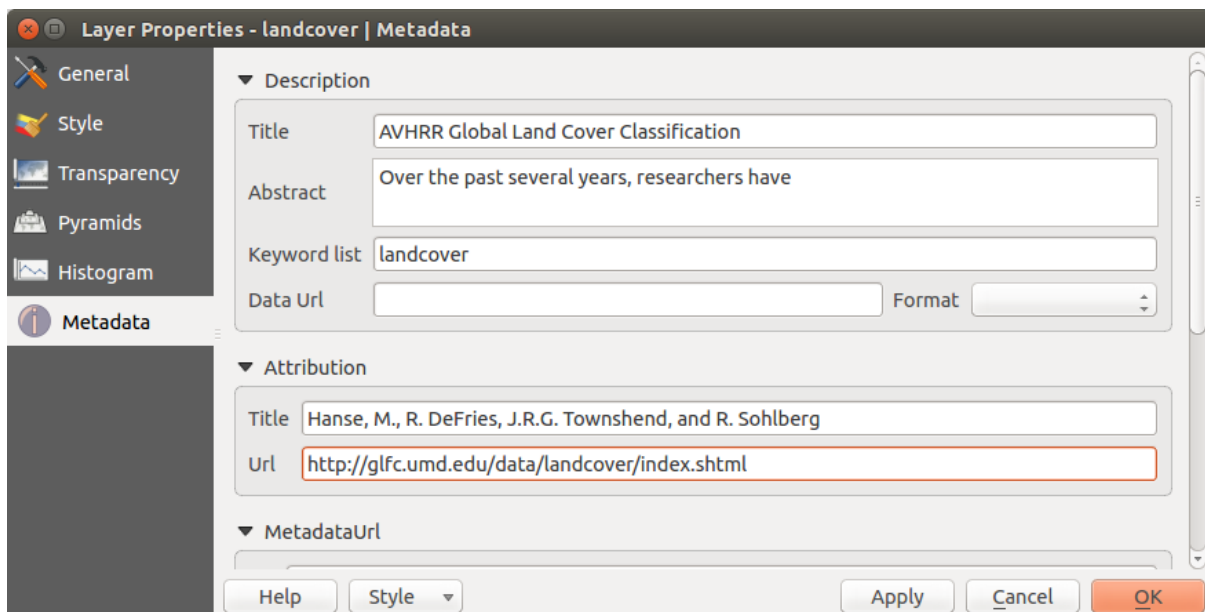 Layer Properties - landcover | Metadata
General
Style
Transparency
Pyramids
Histogram
Metadata
Description
Title AVHRR Global Land Cover Classification
Abstract Over the past several years, researchers have
Keyword list landcover
Data Url Format
Attribution
Title Hanse, M., R. DeFries, J.R.G. Townshend, and R. Sohlberg
Url http://glfc.umd.edu/data/landcover/index.shtml
MetadataUrl
Help Style Apply Cancel OK